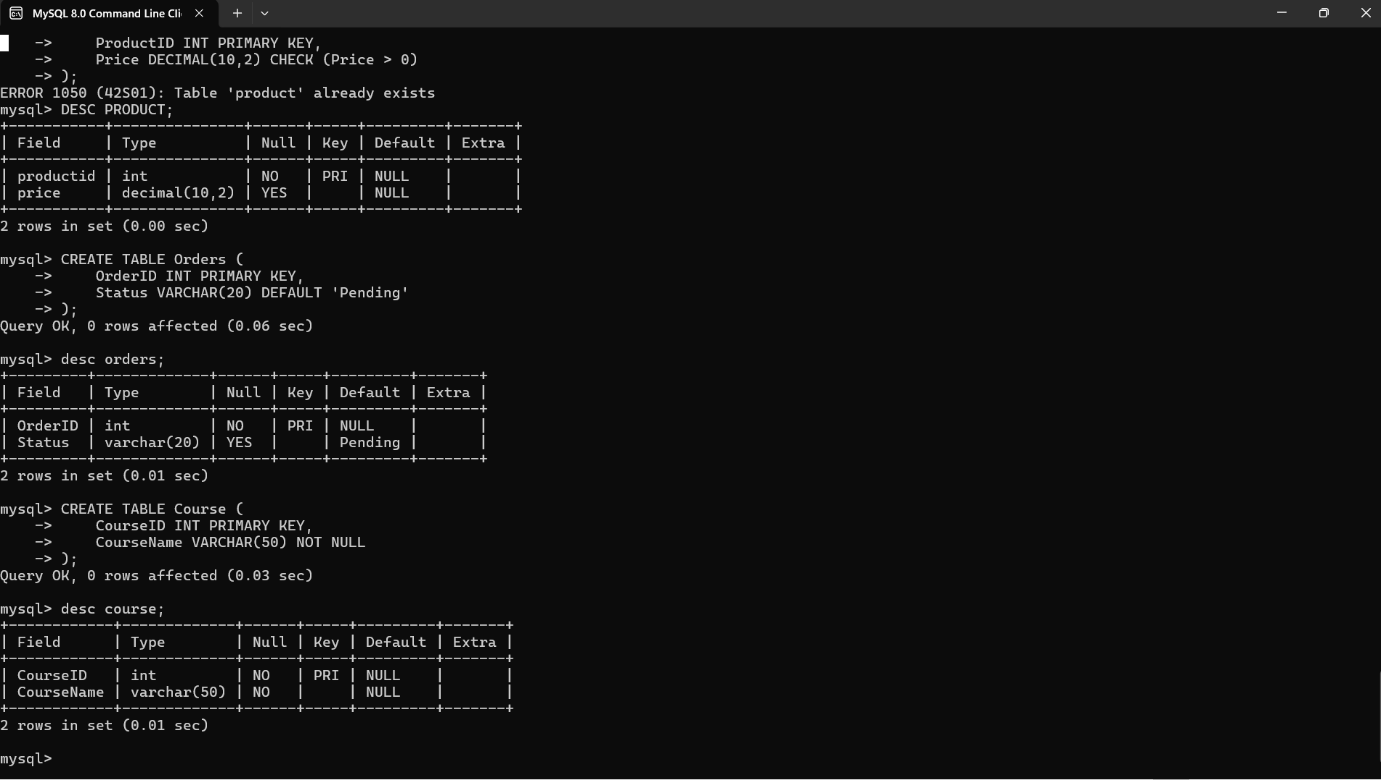 MySQL 8.0 Command Line Cli
    ->     ProductID INT PRIMARY KEY,
    ->     Price DECIMAL(10,2) CHECK (Price > 0)
    -> );
ERROR 1050 (42S01): Table 'product' already exists
mysql> DESC PRODUCT;
+-----------+---------------+------+-----+---------+-------+
| Field     | Type          | Null | Key | Default | Extra |
+-----------+---------------+------+-----+---------+-------+
| productid | int           | NO   | PRI | NULL    |       |
| price     | decimal(10,2) | YES  |     | NULL    |       |
+-----------+---------------+------+-----+---------+-------+
2 rows in set (0.00 sec)

mysql> CREATE TABLE Orders (
    ->     OrderID INT PRIMARY KEY,
    ->     Status VARCHAR(20) DEFAULT 'Pending'
    -> );
Query OK, 0 rows affected (0.06 sec)

mysql> desc orders;
+---------+-------------+------+-----+---------+-------+
| Field   | Type        | Null | Key | Default | Extra |
+---------+-------------+------+-----+---------+-------+
| OrderID | int         | NO   | PRI | NULL    |       |
| Status  | varchar(20) | YES  |     | Pending |       |
+---------+-------------+------+-----+---------+-------+
2 rows in set (0.01 sec)

mysql> CREATE TABLE Course (
    ->     CourseID INT PRIMARY KEY,
    ->     CourseName VARCHAR(50) NOT NULL
    -> );
Query OK, 0 rows affected (0.03 sec)

mysql> desc course;
+------------+-------------+------+-----+---------+-------+
| Field      | Type        | Null | Key | Default | Extra |
+------------+-------------+------+-----+---------+-------+
| CourseID   | int         | NO   | PRI | NULL    |       |
| CourseName | varchar(50) | NO   |     | NULL    |       |
+------------+-------------+------+-----+---------+-------+
2 rows in set (0.01 sec)

mysql>